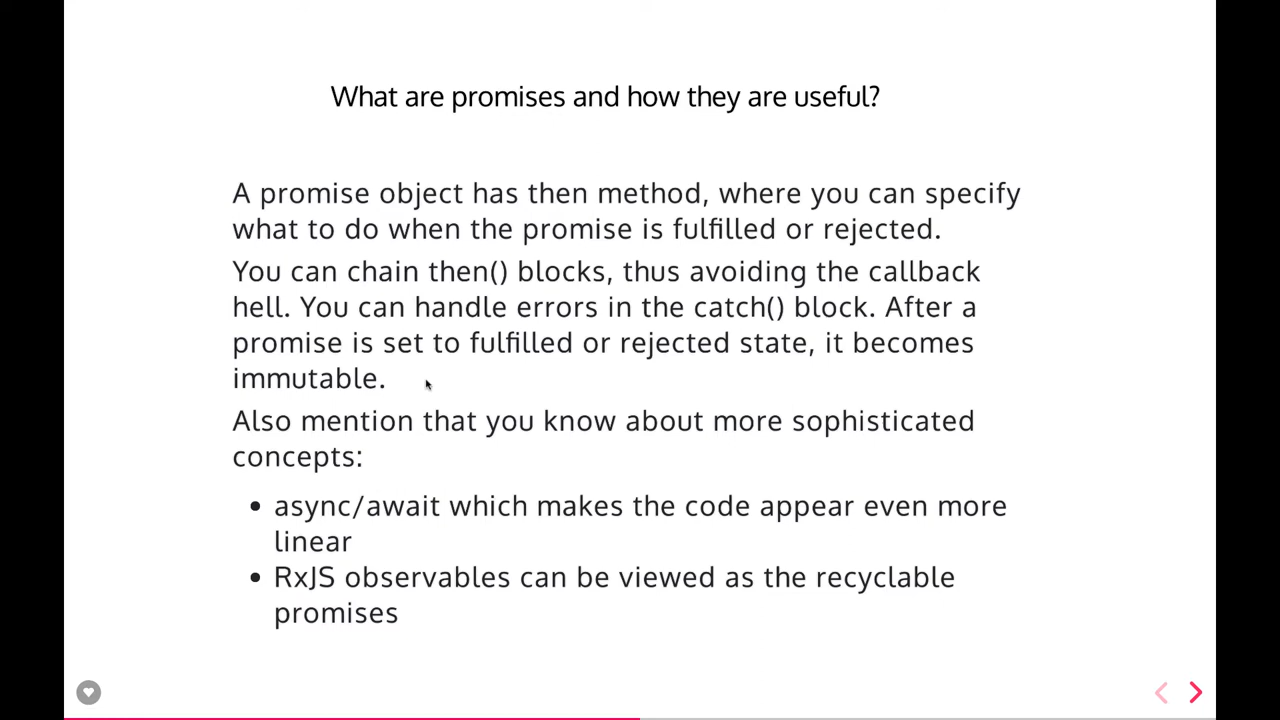 What are promises and how they are useful?
A promise object has then method, where you can specify
what to do when the promise is fulfilled or rejected.
You can chain then() blocks, thus avoiding the callback
hell. You can handle errors in the catch() block. After a
promise is set to fulfilled or rejected state, it becomes
immutable.
Also mention that you know about more sophisticated
concepts:
• async/await which makes the code appear even more
linear
• RxJS observables can be viewed as the recyclable
promises